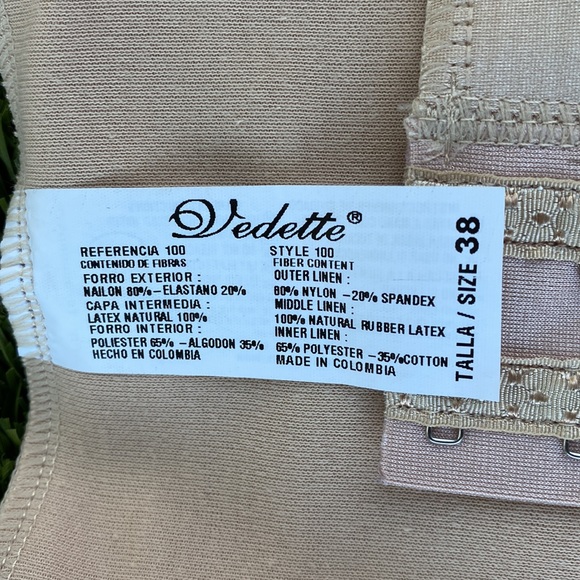 Vedette®
REFERENCIA 100
CONTENIDO DE FIBRAS
FORRO EXTERIOR :
NAILON 80% -ELASTANO 20%
CAPA INTERMEDIA :
LATEX NATURAL 100%
FORRO INTERIOR :
POLIESTER 65% -ALGODON 35%
HECHO EN COLOMBIA
STYLE 100
FIBER CONTENT
OUTER LINEN :
80% NYLON -20% SPANDEX
MIDDLE LINEN :
100% NATURAL RUBBER LATEX
INNER LINEN :
65% POLYESTER -35%COTTON
MADE IN COLOMBIA
TALLA / SIZE 38